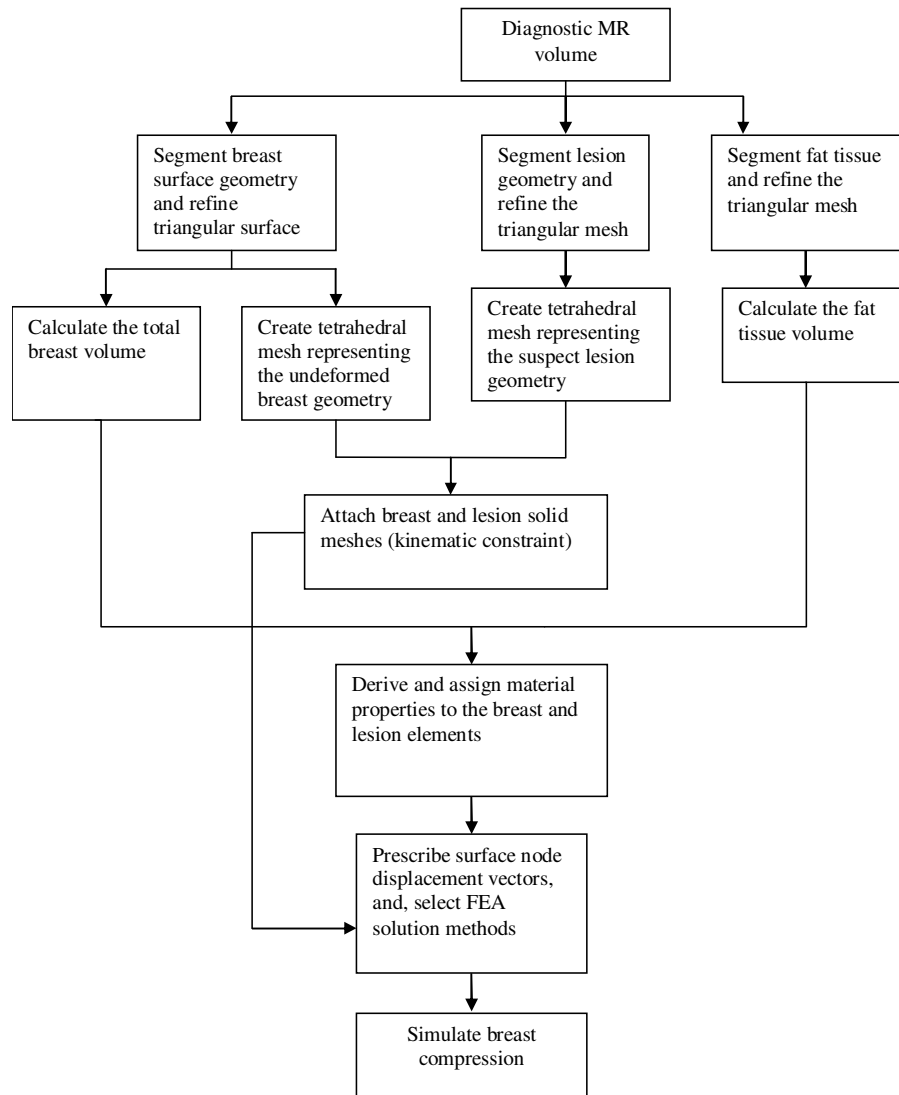 Diagnostic MR
volume
Segment breast
surface geometry
and refine
triangular surface
Segment lesion
geometry and
refine the
triangular mesh
Segment fat tissue
and refine the
triangular mesh
Calculate the total
breast volume
Create tetrahedral
mesh representing
the undeformed
breast geometry
Create tetrahedral
mesh representing
the suspect lesion
geometry
Calculate the fat
tissue volume
Attach breast and lesion solid
meshes (kinematic constraint)
Derive and assign material
properties to the breast and
lesion elements
Prescribe surface node
displacement vectors,
and, select FEA
solution methods
Simulate breast
compression